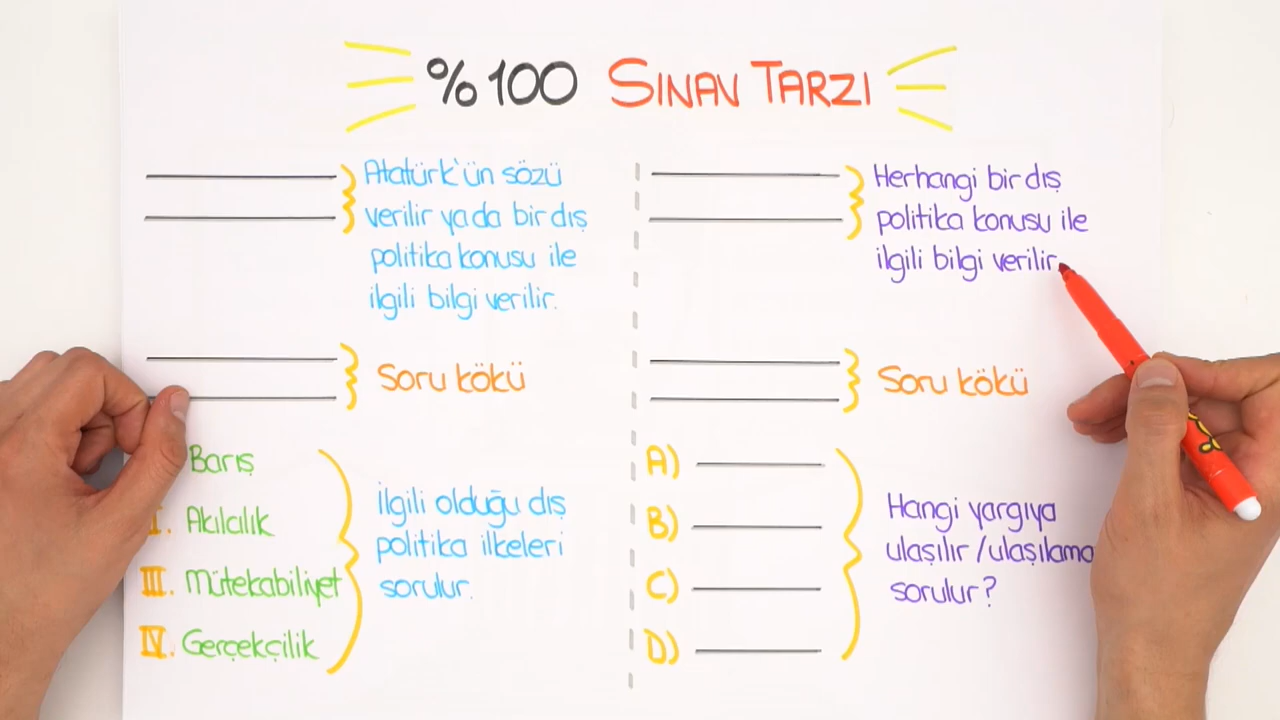 %100 SINAV TARZI
Atatürk'ün sözü
verilir ya da bir dış
politika konusu ile
ilgili bilgi verilir.
Soru kökü
Barış
I. Akılcılık
III. Mütekabiliyet
IV. Gerçekçilik
İlgili olduğu dış
politika ilkeleri
sorulur.
Herhangi bir dış
politika konusu ile
ilgili bilgi verilir.
Soru kökü
A)
B)
C)
D)
Hangi yargıya
ulaşılır/ulaşılama
sorulur?